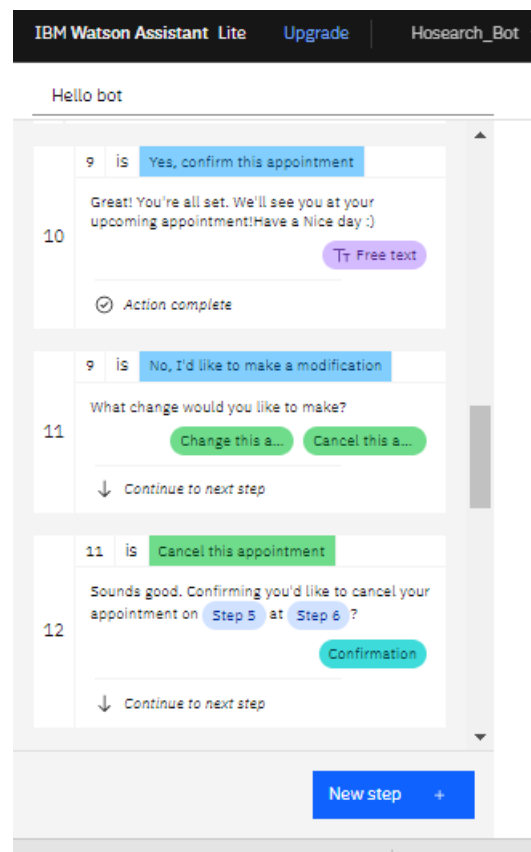 IBM Watson Assistant Lite Upgrade Hosearch_Bot
Hello bot
9 is Yes, confirm this appointment
Great! You're all set. We'll see you at your
upcoming appointment!Have a Nice day :)
10
TT Free text
Action complete
9 is No, I'd like to make a modification
What change would you like to make?
11
Change this a... Cancel this a...
Continue to next step
11 is Cancel this appointment
Sounds good. Confirming you'd like to cancel your
appointment on Step 5 at Step 6 ?
12
Confirmation
Continue to next step
New step +